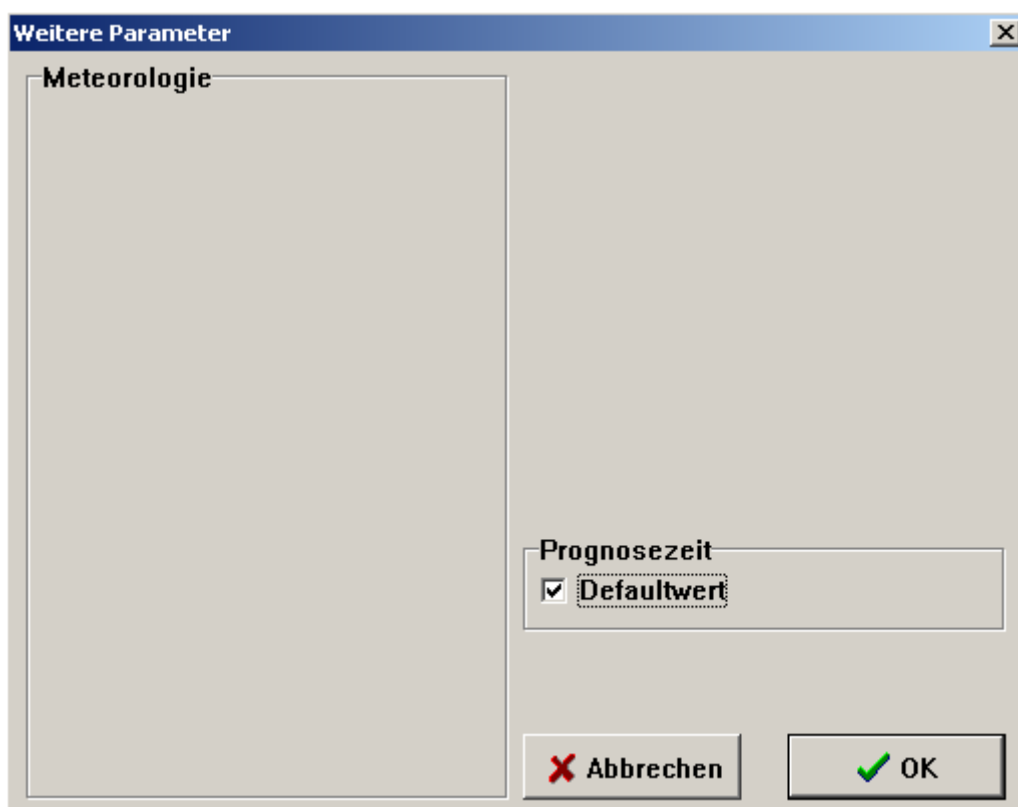 Weitere Parameter
Meteorologie
Prognosezeit
Defaultwert
Abbrechen
OK